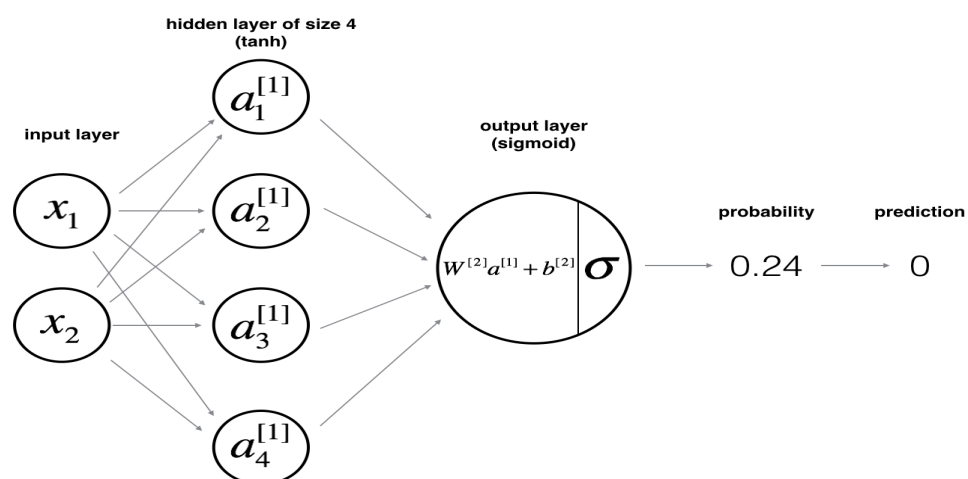 hidden layer of size 4
(tanh)
input layer
x₁
x₂
a₁^[1]
a₂^[1]
a₃^[1]
a₄^[1]
output layer
(sigmoid)
W^[2]a^[1] + b^[2]
σ
probability
0.24
prediction
0